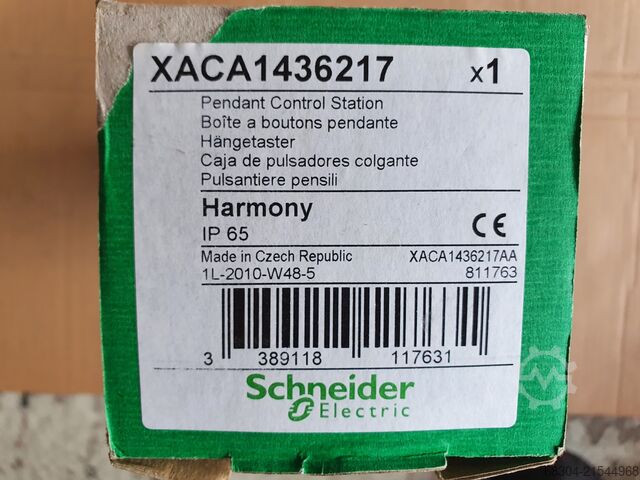 XACA1436217 x1
Pendant Control Station
Boîte a boutons pendante
Hängetaster
Caja de pulsadores colgante
Pulsantiere pensili
Harmony
IP 65 CE
Made in Czech Republic XACA1436217AA
1L-2010-W48-5 811763
3 389118 117631
Schneider
Electric